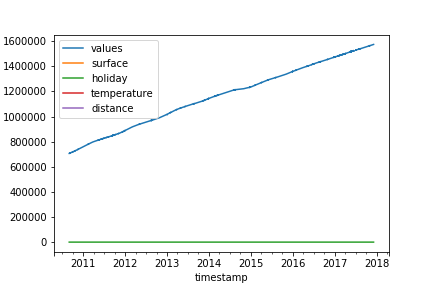 1600000
1400000
1200000
1000000
800000
600000
400000
200000
0
values
surface
holiday
temperature
distance
2011 2012 2013 2014 2015 2016 2017 2018
timestamp